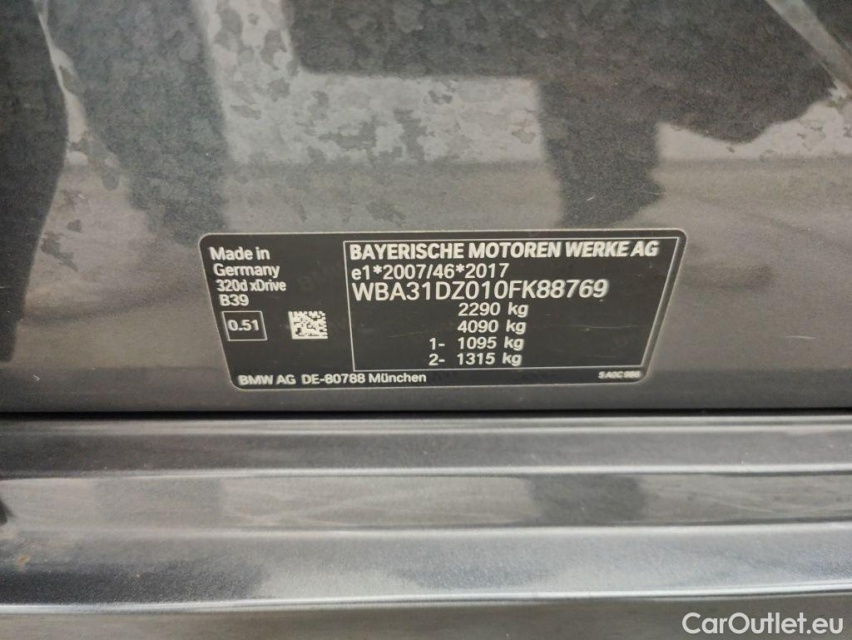 Made in
Germany
320d xDrive
B39
0.51
BAYERISCHE MOTOREN WERKE AG
e1*2007/46*2017
WBA31DZ010FK88769
2290 kg
4090 kg
1- 1095 kg
2- 1315 kg
BMW AG DE-80788 München
5A0C985
CarOutlet.eu